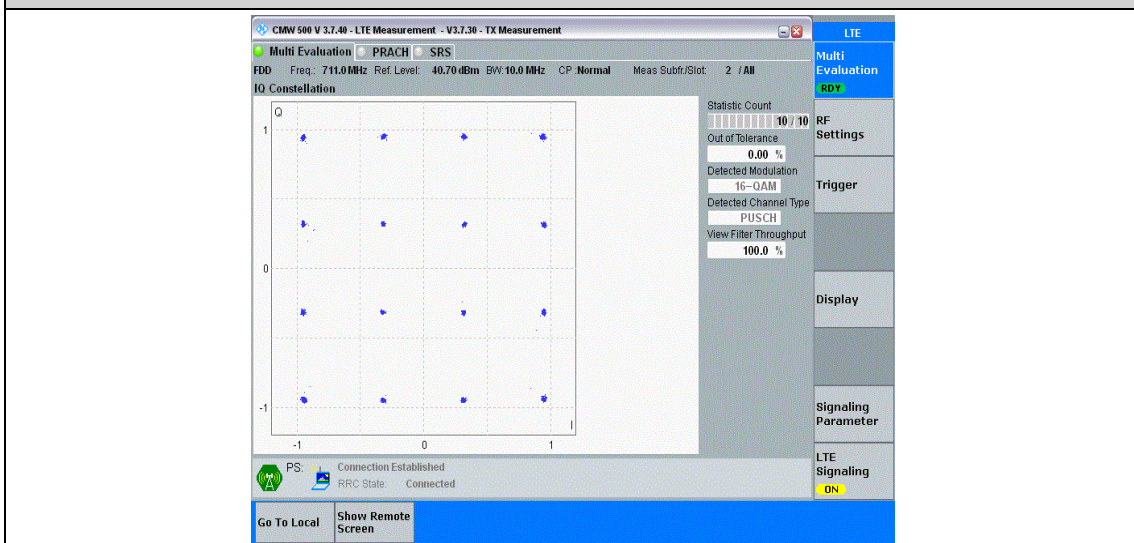 CMW 500 V 3.7.40 - LTE Measurement - V3.7.30 - TX Measurement
LTE
Multi Evaluation PRACH SRS
FDD Freq.: 711.0 MHz Ref. Level: 40.70 dBm BW: 10.0 MHz CP :Normal Meas Subfr./Slot: 2 / All
IQ Constellation
Q
1
0
-1
-1 0 1
I
Statistic Count
10 / 10
Out of Tolerance
0.00 %
Detected Modulation
16-QAM
Detected Channel Type
PUSCH
View Filter Throughput
100.0 %
Multi
Evaluation
RDY
RF
Settings
Trigger
Display
Signaling
Parameter
LTE
Signaling
ON
PS: Connection Established
RRC State: Connected
Go To Local
Show Remote
Screen